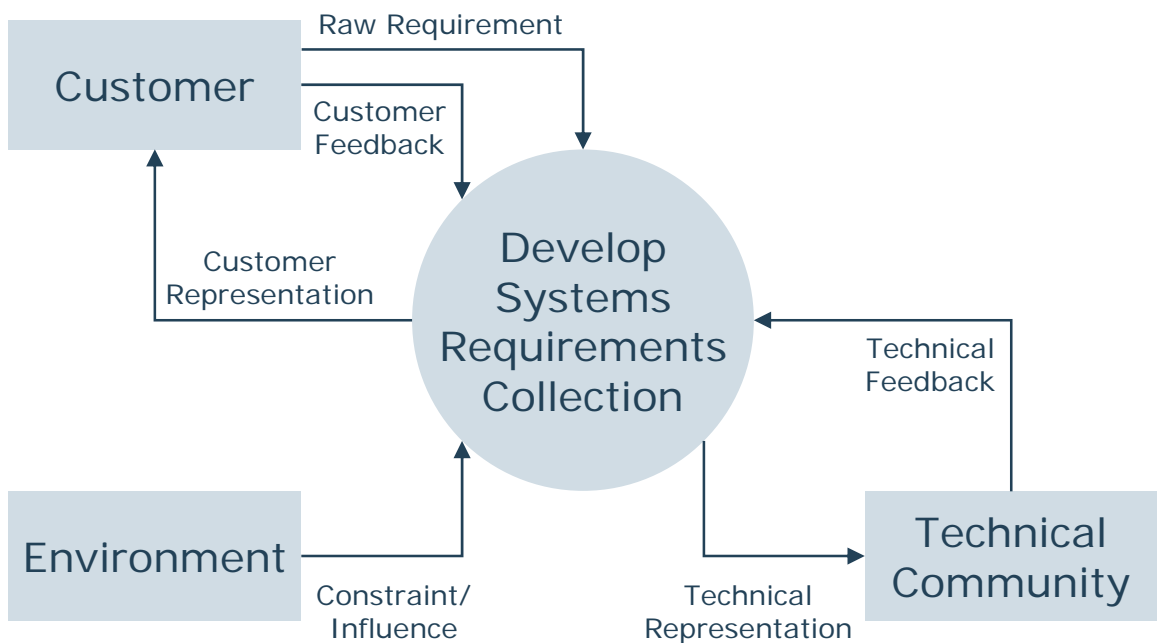 Raw Requirement
Customer
Customer
Feedback
Customer
Representation
Develop
Systems
Requirements
Collection
Technical
Feedback
Environment
Constraint/
Influence
Technical
Representation
Technical
Community